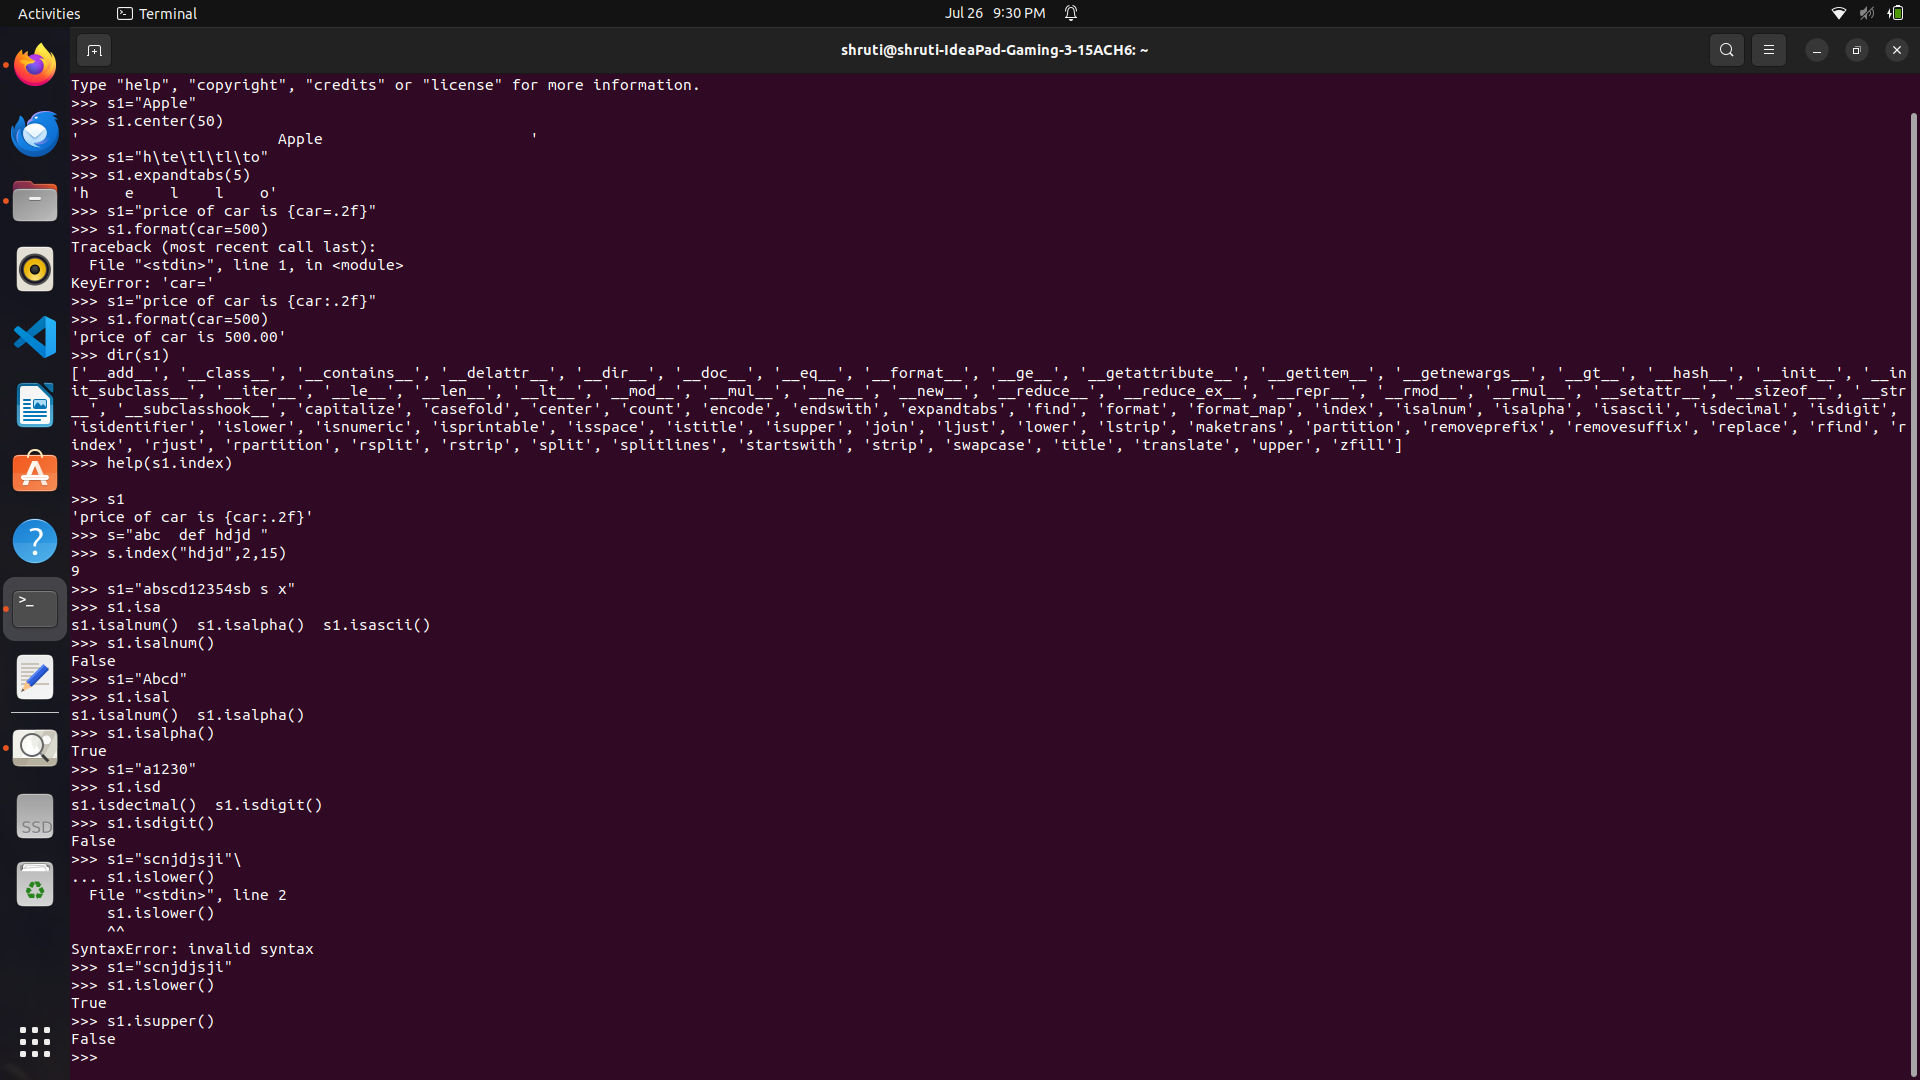 Activities Terminal Jul 26 9:30 PM
shruti@shruti-IdeaPad-Gaming-3-15ACH6: ~
Type "help", "copyright", "credits" or "license" for more information.
>>> s1="Apple"
>>> s1.center(50)
'                      Apple                       '
>>> s1="h\te\tl\tl\to"
>>> s1.expandtabs(5)
'h    e    l    l    o'
>>> s1="price of car is {car=.2f}"
>>> s1.format(car=500)
Traceback (most recent call last):
  File "<stdin>", line 1, in <module>
KeyError: 'car='
>>> s1="price of car is {car:.2f}"
>>> s1.format(car=500)
'price of car is 500.00'
>>> dir(s1)
['__add__', '__class__', '__contains__', '__delattr__', '__dir__', '__doc__', '__eq__', '__format__', '__ge__', '__getattribute__', '__getitem__', '__getnewargs__', '__gt__', '__hash__', '__init__', '__in
it_subclass__', '__iter__', '__le__', '__len__', '__lt__', '__mod__', '__mul__', '__ne__', '__new__', '__reduce__', '__reduce_ex__', '__repr__', '__rmod__', '__rmul__', '__setattr__', '__sizeof__', '__str
__', '__subclasshook__', 'capitalize', 'casefold', 'center', 'count', 'encode', 'endswith', 'expandtabs', 'find', 'format', 'format_map', 'index', 'isalnum', 'isalpha', 'isascii', 'isdecimal', 'isdigit',
'isidentifier', 'islower', 'isnumeric', 'isprintable', 'isspace', 'istitle', 'isupper', 'join', 'ljust', 'lower', 'lstrip', 'maketrans', 'partition', 'removeprefix', 'removesuffix', 'replace', 'rfind', 'r
index', 'rjust', 'rpartition', 'rsplit', 'rstrip', 'split', 'splitlines', 'startswith', 'strip', 'swapcase', 'title', 'translate', 'upper', 'zfill']
>>> help(s1.index)

>>> s1
'price of car is {car:.2f}'
>>> s="abc  def hdjd "
>>> s.index("hdjd",2,15)
9
>>> s1="abscd12354sb s x"
>>> s1.isa
s1.isalnum()  s1.isalpha()  s1.isascii()
>>> s1.isalnum()
False
>>> s1="Abcd"
>>> s1.isal
s1.isalnum()  s1.isalpha()
>>> s1.isalpha()
True
>>> s1="a1230"
>>> s1.isd
s1.isdecimal()  s1.isdigit()
>>> s1.isdigit()
False
>>> s1="scnjdjsji"\
... s1.islower()
  File "<stdin>", line 2
    s1.islower()
    ^^
SyntaxError: invalid syntax
>>> s1="scnjdjsji"
>>> s1.islower()
True
>>> s1.isupper()
False
>>>
SSD